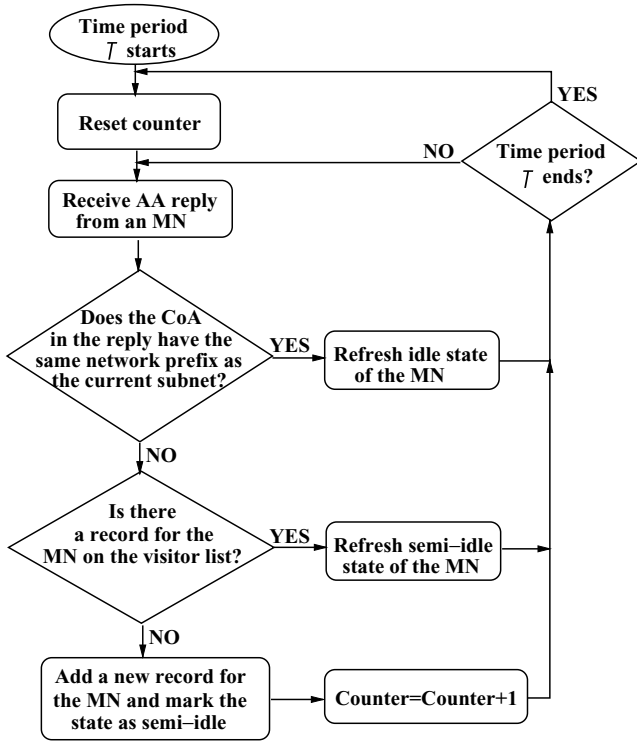 Time period
T starts
YES
Reset counter
NO
Time period
T ends?
Receive AA reply
from an MN
Does the CoA
in the reply have the
same network prefix as
the current subnet?
YES
Refresh idle state
of the MN
NO
Is there
a record for the
MN on the visitor list?
YES
Refresh semi–idle
state of the MN
NO
Add a new record for
the MN and mark the
state as semi–idle
Counter=Counter+1